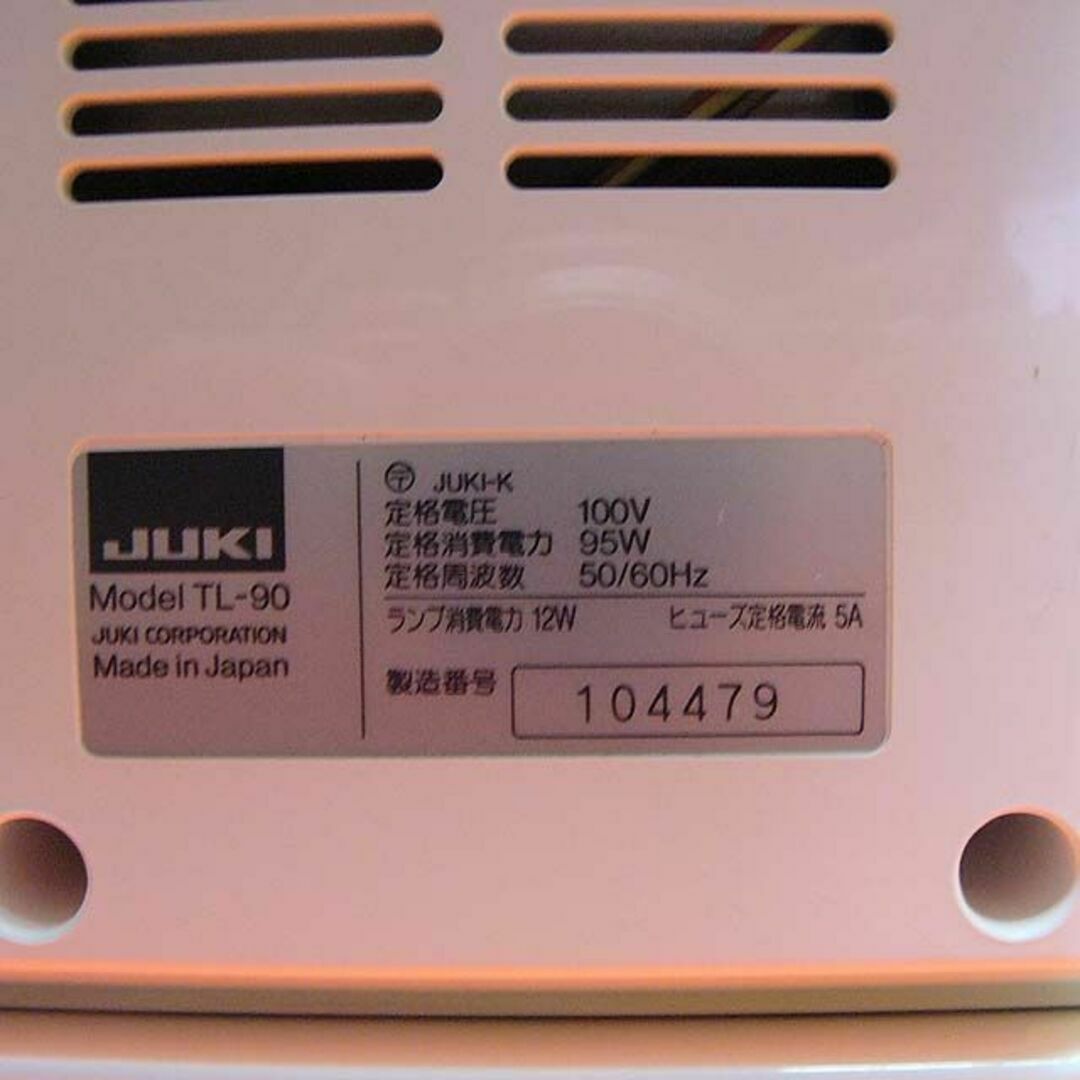 JUKI
Model TL-90
JUKI CORPORATION
Made in Japan
〒 JUKI-K
定格電圧 100V
定格消費電力 95W
定格周波数 50/60Hz
ランプ消費電力 12W ヒューズ定格電流 5A
製造番号 104479